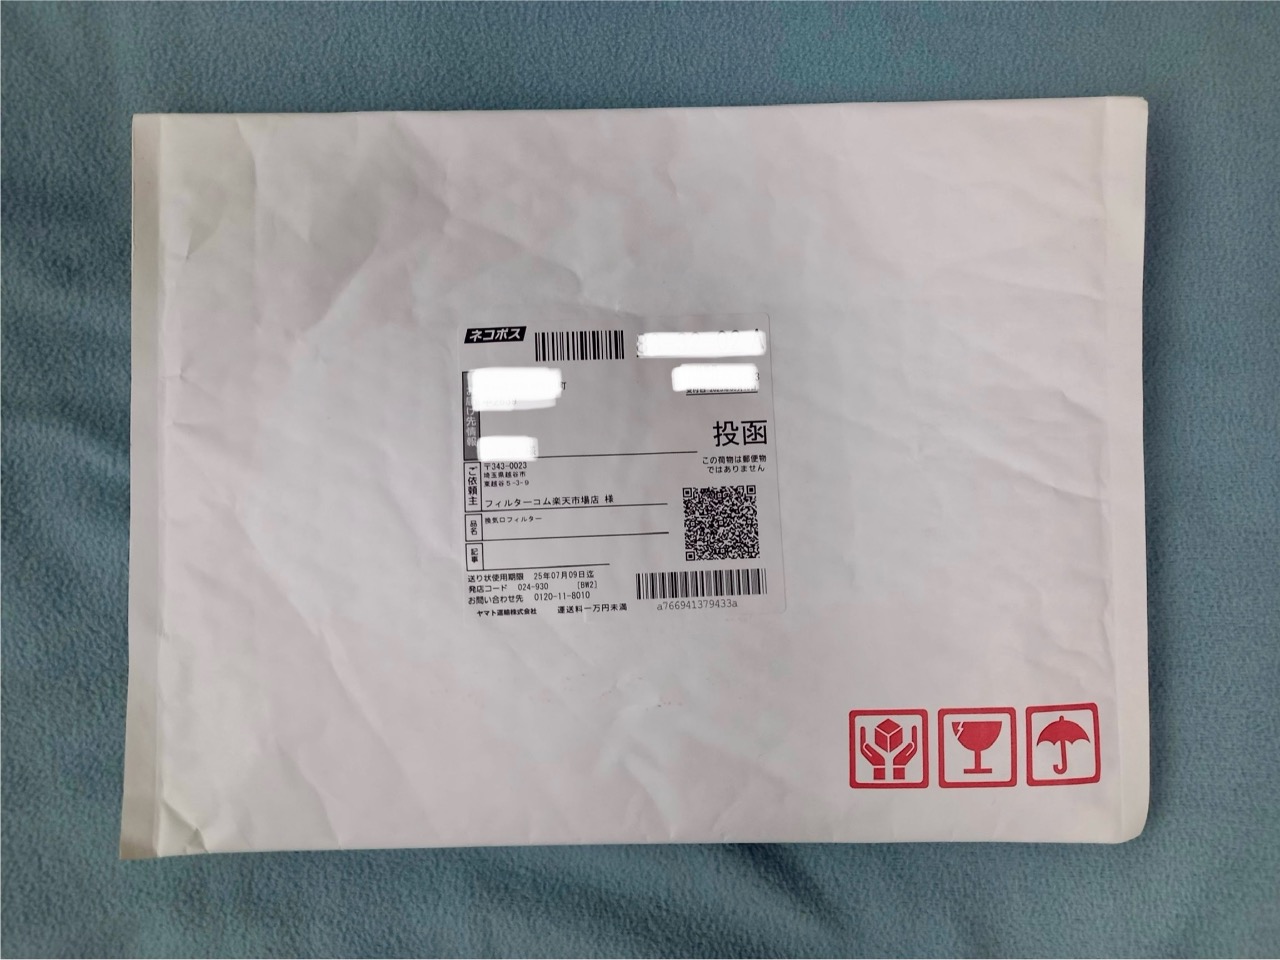 ネコポス
町
届け先情報
投函
この荷物は郵便物
ではありません
ご依頼主
〒343-0023
埼玉県越谷市
東越谷5-3-9
フィルターコム楽天市場店 様
品名
換気口フィルター
記事
送り状使用期限 25年07月09日迄
発店コード 024-930 [BW2]
お問い合わせ先 0120-11-8010
ヤマト運輸株式会社 運送料一万円未満
a766941379433a